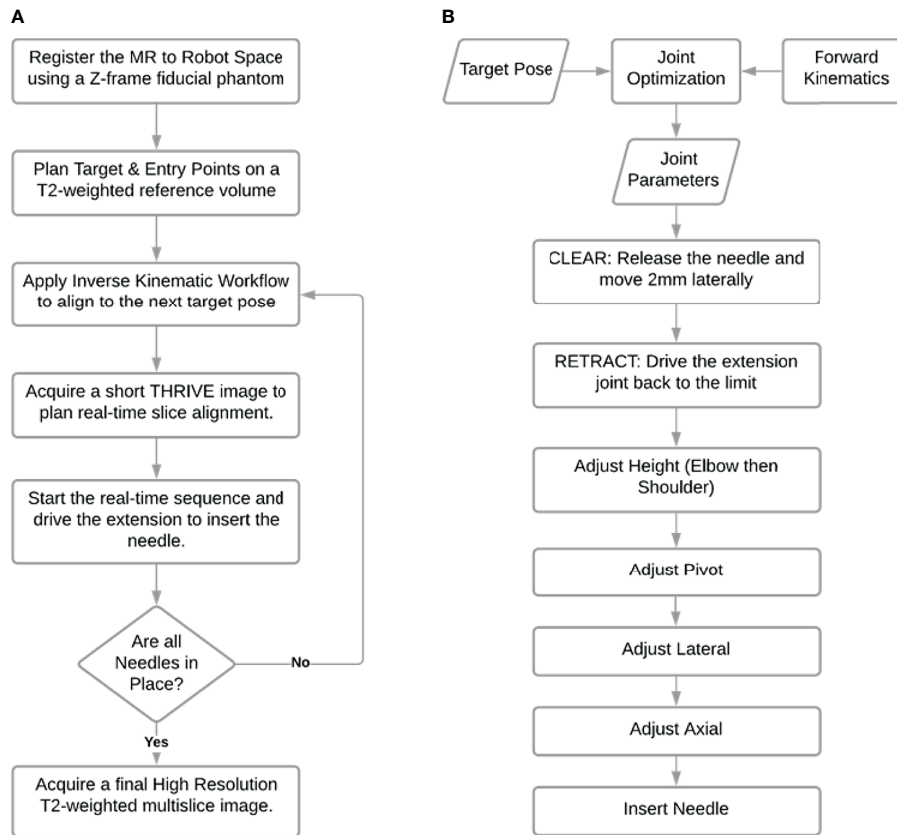 A
Register the MR to Robot Space
using a Z-frame fiducial phantom
Plan Target & Entry Points on a
T2-weighted reference volume
Apply Inverse Kinematic Workflow
to align to the next target pose
Acquire a short THRIVE image to
plan real-time slice alignment.
Start the real-time sequence and
drive the extension to insert the
needle.
Are all
Needles in
Place?
No
Yes
Acquire a final High Resolution
T2-weighted multislice image.
B
Target Pose
Joint
Optimization
Forward
Kinematics
Joint
Parameters
CLEAR: Release the needle and
move 2mm laterally
RETRACT: Drive the extension
joint back to the limit
Adjust Height (Elbow then
Shoulder)
Adjust Pivot
Adjust Lateral
Adjust Axial
Insert Needle